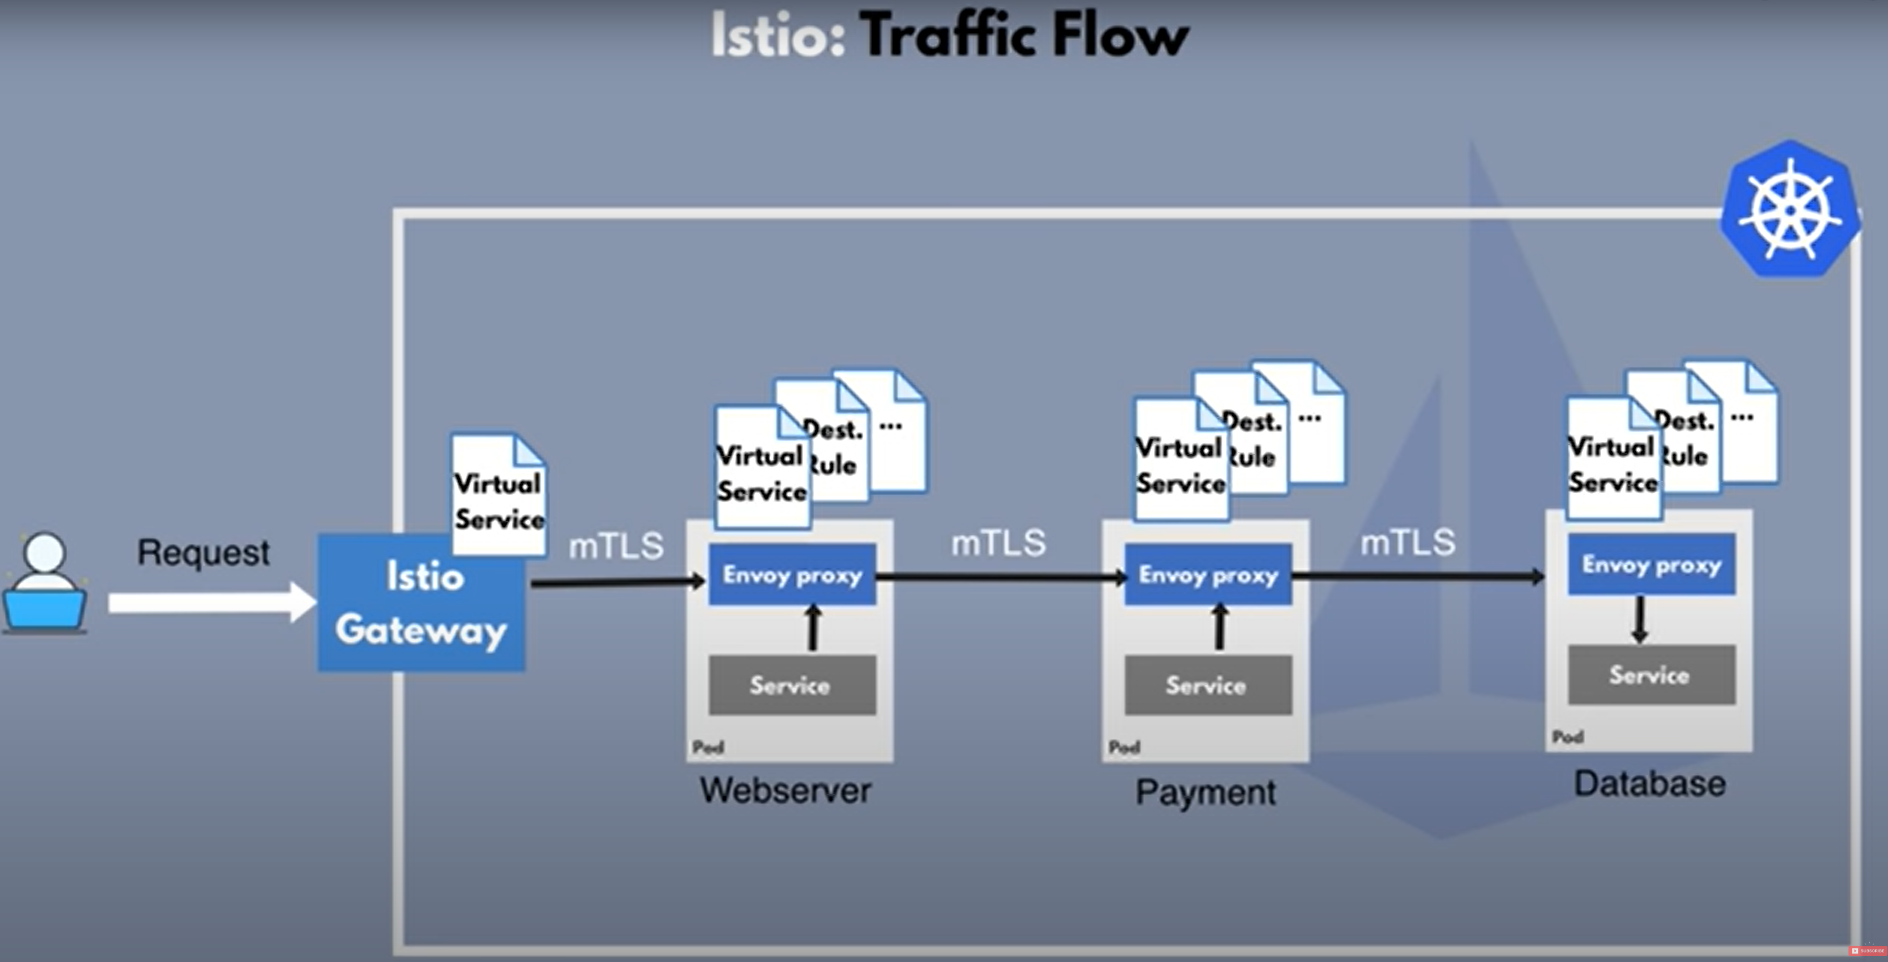 Istio: Traffic Flow
Request
Istio
Gateway
Virtual
Service
mTLS
Virtual
Service
Dest.
Rule
...
Envoy proxy
Service
Pod
Webserver
mTLS
Virtual
Service
Dest.
Rule
...
Envoy proxy
Service
Pod
Payment
mTLS
Virtual
Service
Dest.
Rule
...
Envoy proxy
Service
Pod
Database